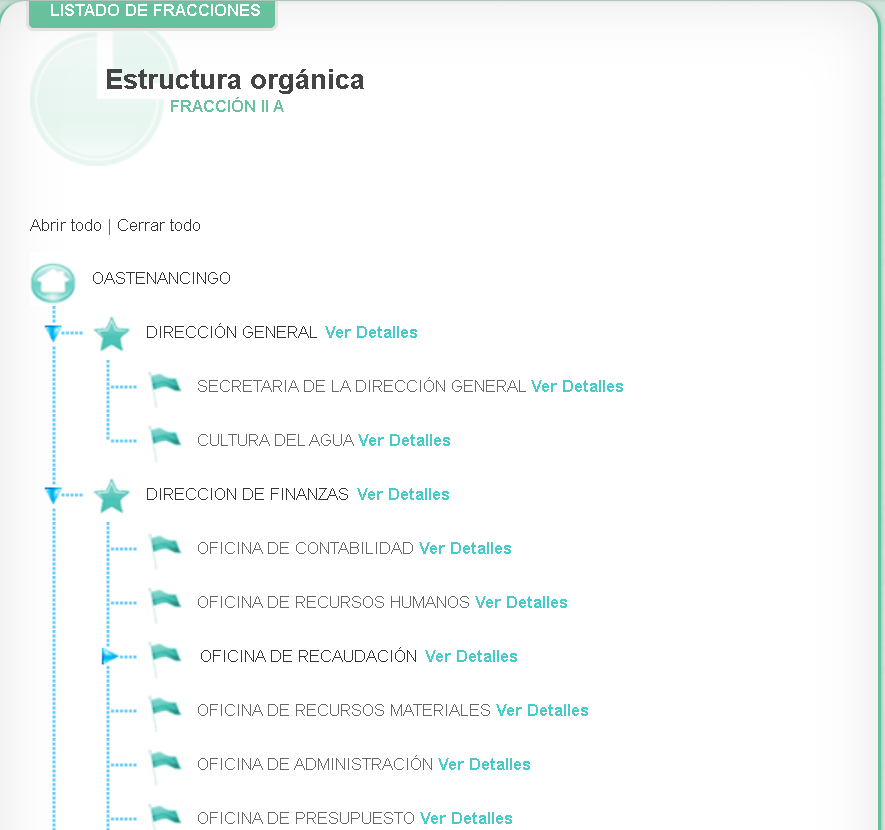 LISTADO DE FRACCIONES
Estructura orgánica
FRACCIÓN II A
Abrir todo | Cerrar todo
OASTENANCINGO
DIRECCIÓN GENERAL Ver Detalles
SECRETARIA DE LA DIRECCIÓN GENERAL Ver Detalles
CULTURA DEL AGUA Ver Detalles
DIRECCION DE FINANZAS Ver Detalles
OFICINA DE CONTABILIDAD Ver Detalles
OFICINA DE RECURSOS HUMANOS Ver Detalles
OFICINA DE RECAUDACIÓN Ver Detalles
OFICINA DE RECURSOS MATERIALES Ver Detalles
OFICINA DE ADMINISTRACIÓN Ver Detalles
OFICINA DE PRESUPUESTO Ver Detalles